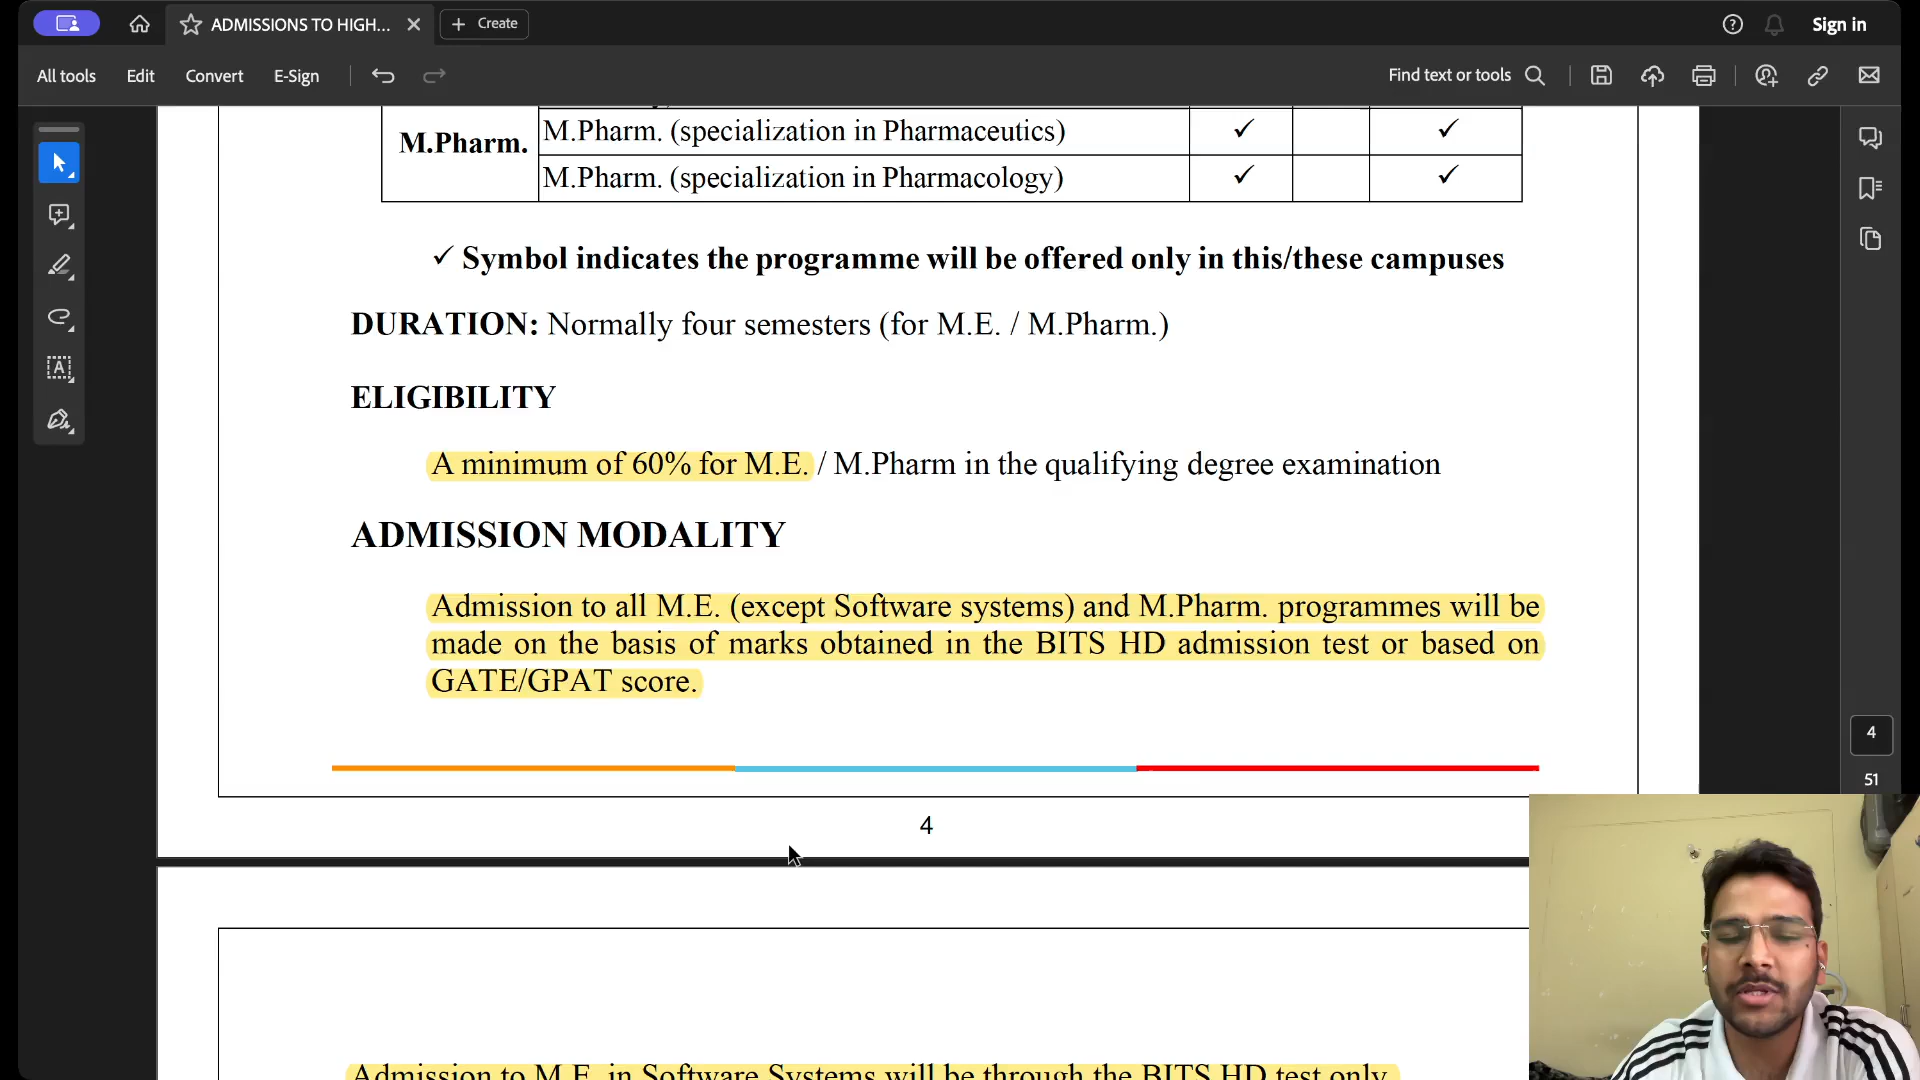 ADMISSIONS TO HIGH...
Create
Sign in
All tools
Edit
Convert
E-Sign
Find text or tools
M.Pharm.
M.Pharm. (specialization in Pharmaceutics) ✓ ✓
M.Pharm. (specialization in Pharmacology) ✓ ✓
✓ Symbol indicates the programme will be offered only in this/these campuses
DURATION: Normally four semesters (for M.E. / M.Pharm.)
ELIGIBILITY
A minimum of 60% for M.E. / M.Pharm in the qualifying degree examination
ADMISSION MODALITY
Admission to all M.E. (except Software systems) and M.Pharm. programmes will be
made on the basis of marks obtained in the BITS HD admission test or based on
GATE/GPAT score.
4
51
4
Admission to M.E. in Software Systems will be through the BITS HD test only